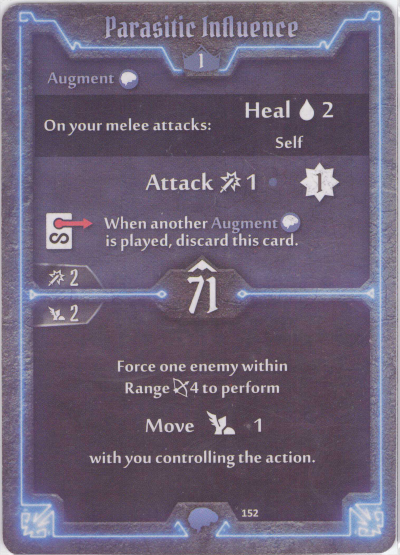 Parasitic Influence
1
Augment
On your melee attacks:
Heal 2
Self
Attack 1
1
When another Augment
is played, discard this card.
2
71
2
Force one enemy within
Range 4 to perform
Move 1
with you controlling the action.
152